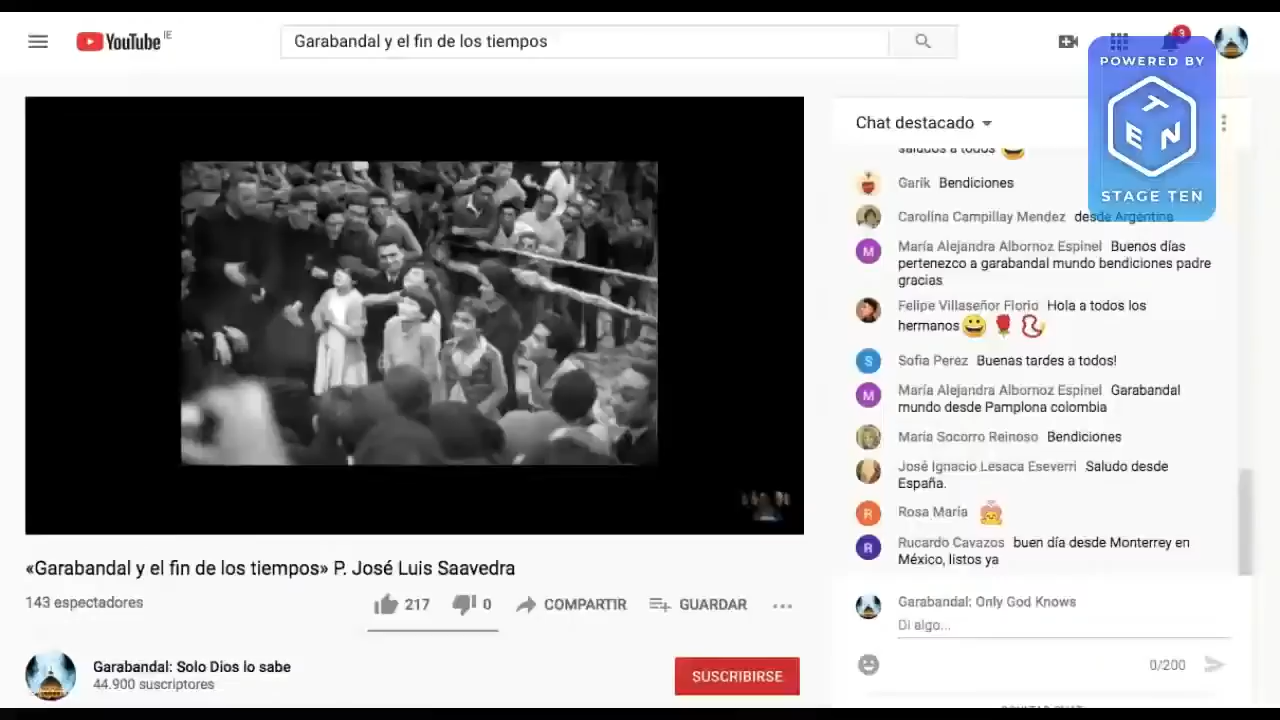 YouTube IE
Garabandal y el fin de los tiempos
3
POWERED BY
TEN
STAGE TEN
Chat destacado
saludos a todos
Garik Bendiciones
Carolina Campillay Mendez desde Argentina
María Alejandra Albornoz Espinel Buenos días
pertenezco a garabandal mundo bendiciones padre
gracias
Felipe Villaseñor Florio Hola a todos los
hermanos
S Sofia Perez Buenas tardes a todos!
M María Alejandra Albornoz Espinel Garabandal
mundo desde Pamplona colombia
Maria Socorro Reinoso Bendiciones
José Ignacio Lesaca Eseverri Saludo desde
España.
R Rosa Maria
R Rucardo Cavazos buen día desde Monterrey en
México, listos ya
Garabandal: Only God Knows
Di algo...
0/200
«Garabandal y el fin de los tiempos» P. José Luis Saavedra
143 espectadores
217
0
COMPARTIR
GUARDAR
Garabandal: Solo Dios lo sabe
44.900 suscriptores
SUSCRIBIRSE